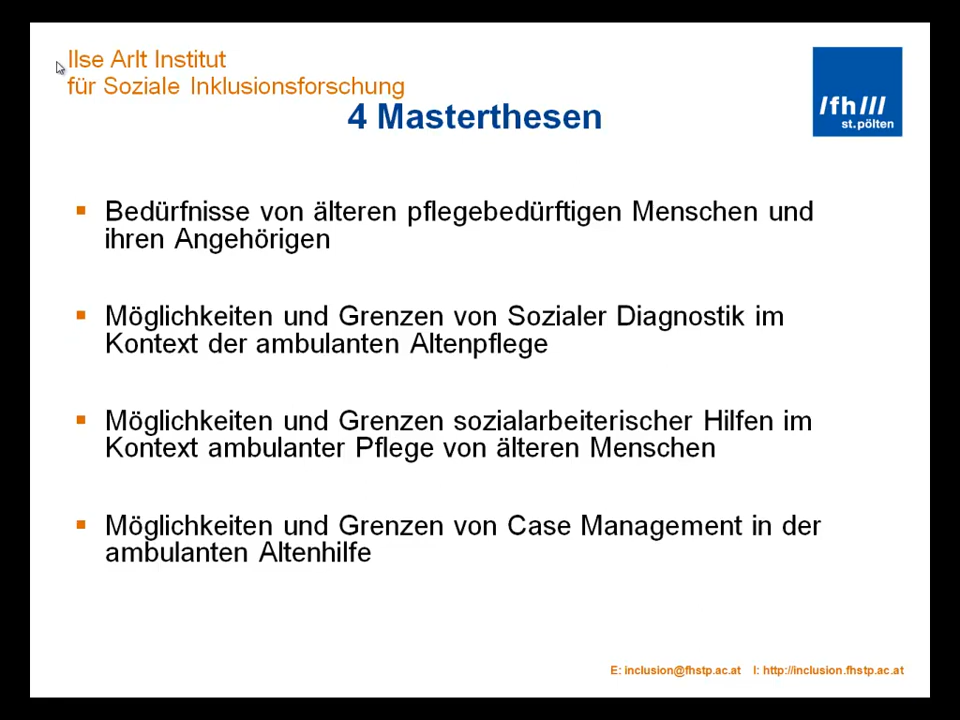 Ilse Arlt Institut
für Soziale Inklusionsforschung
4 Masterthesen
/fh///
st.pölten
Bedürfnisse von älteren pflegebedürftigen Menschen und
ihren Angehörigen
Möglichkeiten und Grenzen von Sozialer Diagnostik im
Kontext der ambulanten Altenpflege
Möglichkeiten und Grenzen sozialarbeiterischer Hilfen im
Kontext ambulanter Pflege von älteren Menschen
Möglichkeiten und Grenzen von Case Management in der
ambulanten Altenhilfe
E: inclusion@fhstp.ac.at I: http://inclusion.fhstp.ac.at